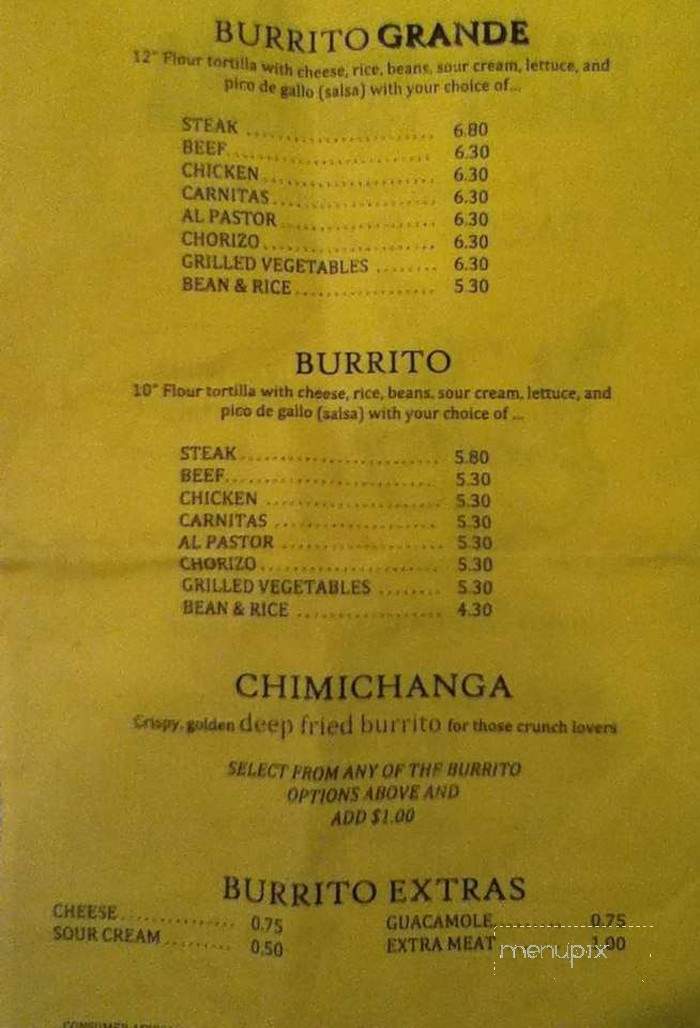 BURRITO GRANDE
12" Flour tortilla with cheese, rice, beans, sour cream, lettuce, and
pico de gallo (salsa) with your choice of...
STEAK ........................ 6.80
BEEF.......................... 6.30
CHICKEN....................... 6.30
CARNITAS...................... 6.30
AL PASTOR..................... 6.30
CHORIZO....................... 6.30
GRILLED VEGETABLES ........ 6.30
BEAN & RICE................... 5.30
BURRITO
10" Flour tortilla with cheese, rice, beans, sour cream, lettuce, and
pico de gallo (salsa) with your choice of ...
STEAK......................... 5.80
BEEF.......................... 5.30
CHICKEN ...................... 5.30
CARNITAS ..................... 5.30
AL PASTOR .................... 5.30
CHORIZO....................... 5.30
GRILLED VEGETABLES ........ 5.30
BEAN & RICE .................. 4.30
CHIMICHANGA
Crispy, golden deep fried burrito for those crunch lovers
SELECT FROM ANY OF THE BURRITO
OPTIONS ABOVE AND
ADD $1.00
BURRITO EXTRAS
CHEESE............... 0.75
SOUR CREAM......... 0.50
GUACAMOLE............ 0.75
EXTRA MEAT 1.00
menupix